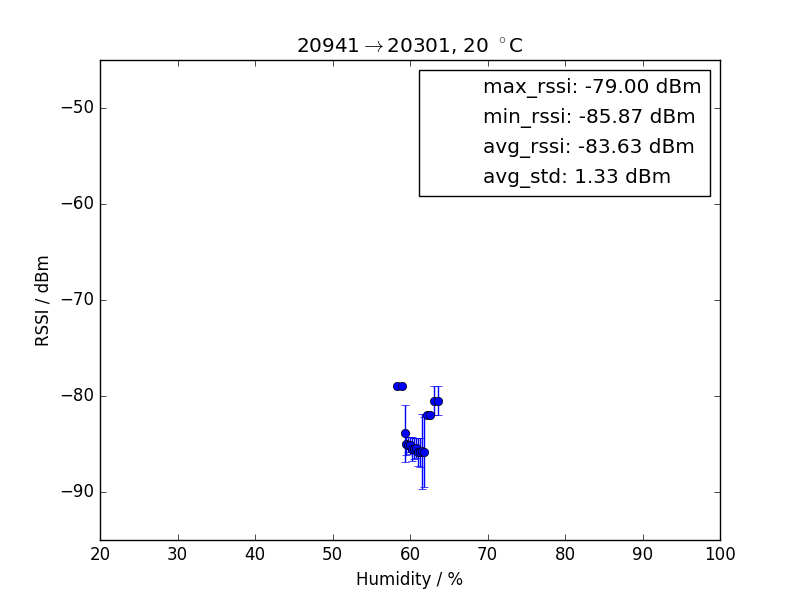 20941→20301, 20 °C
max_rssi: -79.00 dBm
min_rssi: -85.87 dBm
avg_rssi: -83.63 dBm
avg_std: 1.33 dBm
−50
−60
−70
−80
−90
RSSI / dBm
20 30 40 50 60 70 80 90 100
Humidity / %